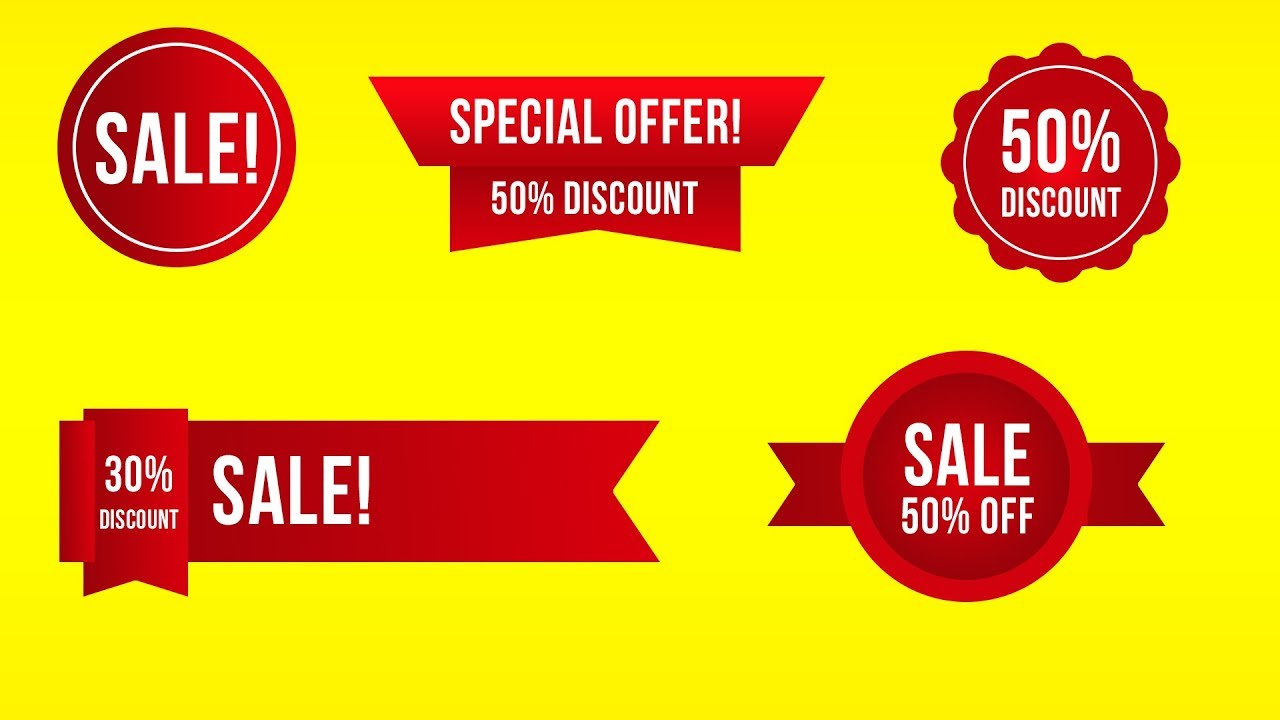 SALE!
SPECIAL OFFER!
50% DISCOUNT
50%
DISCOUNT
30%
DISCOUNT
SALE!
SALE
50% OFF